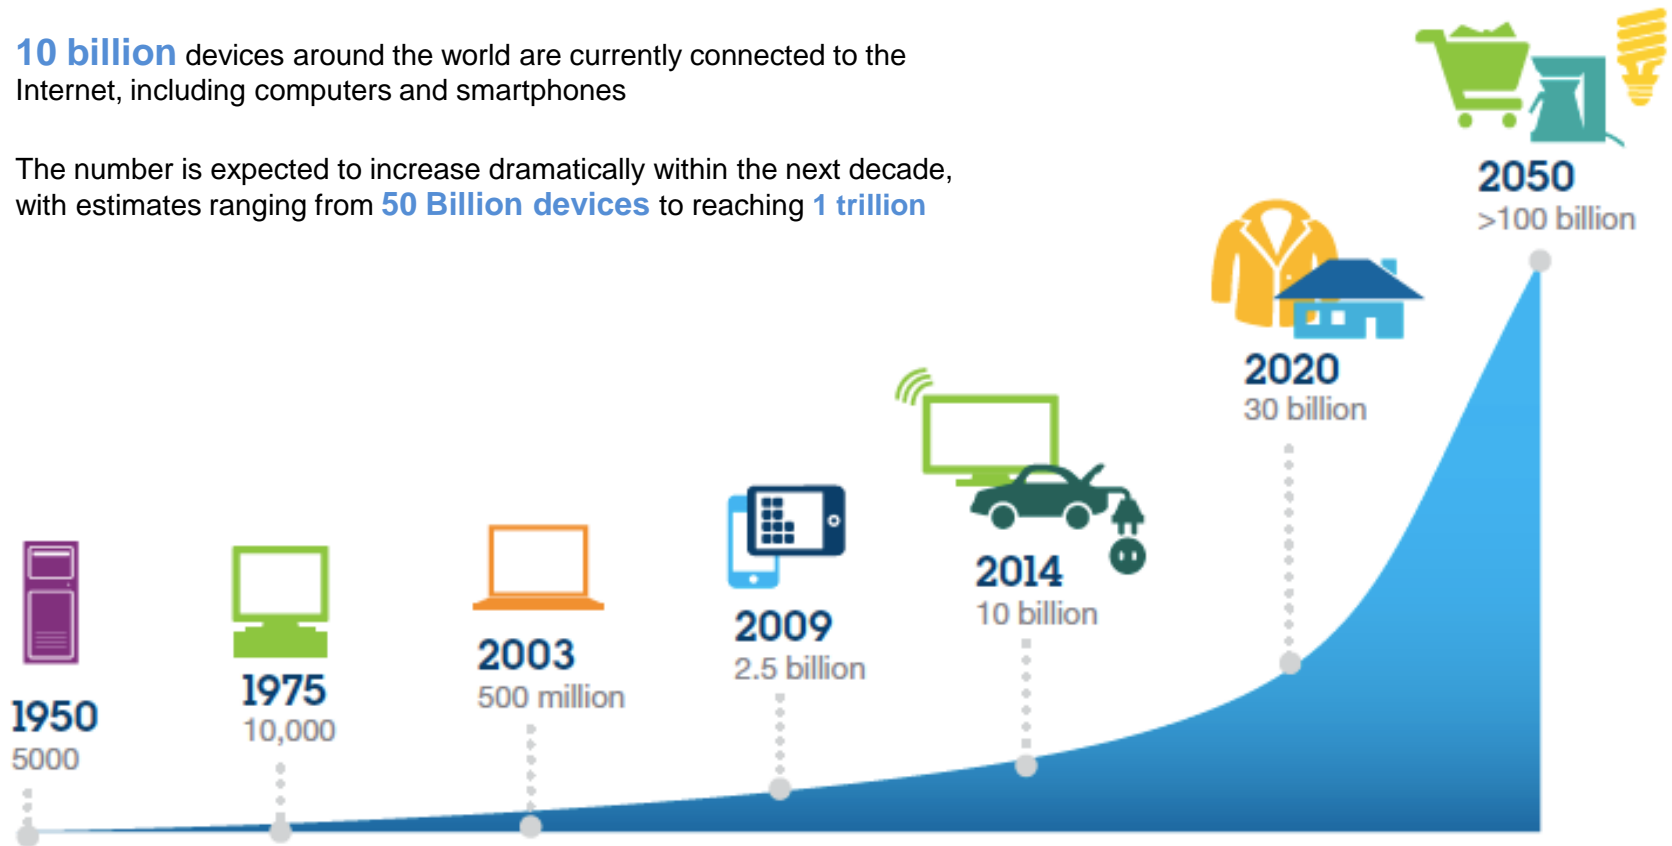 10 billion devices around the world are currently connected to the
Internet, including computers and smartphones
The number is expected to increase dramatically within the next decade,
with estimates ranging from 50 Billion devices to reaching 1 trillion
1950
5000
1975
10,000
2003
500 million
2009
2.5 billion
2014
10 billion
2020
30 billion
2050
>100 billion